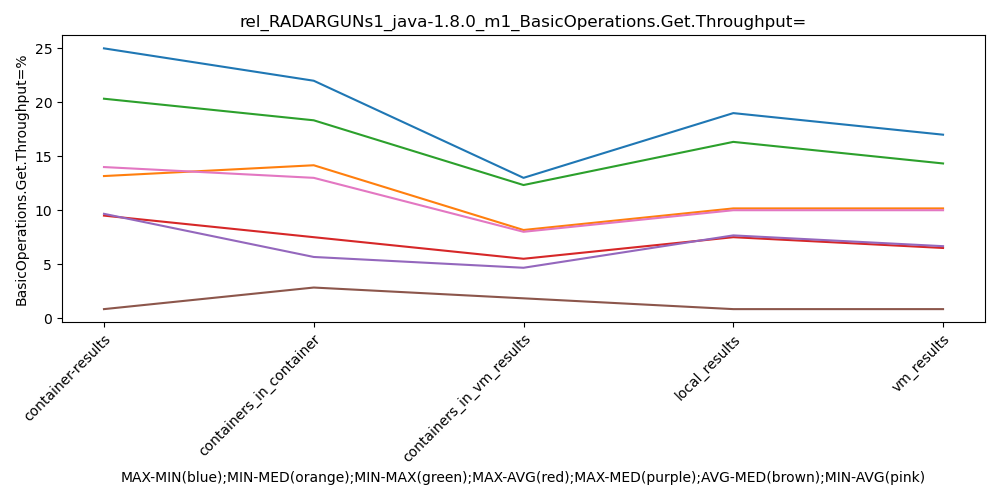 rel_RADARGUNs1_java-1.8.0_m1_BasicOperations.Get.Throughput=
BasicOperations.Get.Throughput=%
25
20
15
10
5
0
container-results
containers_in_container
containers_in_vm_results
local_results
vm_results
MAX-MIN(blue);MIN-MED(orange);MIN-MAX(green);MAX-AVG(red);MAX-MED(purple);AVG-MED(brown);MIN-AVG(pink)